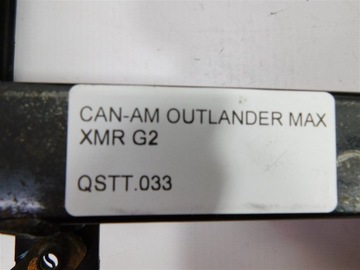 CAN-AM OUTLANDER MAX
XMR G2
QSTT.033